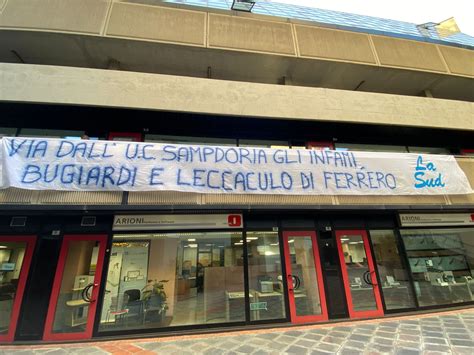 VIA DALL' U.C. SAMPDORIA GLI INFAMI,
BUGIARDI E LECCACULO DI FERRERO
La
Sud
ARIONI
ARIONI